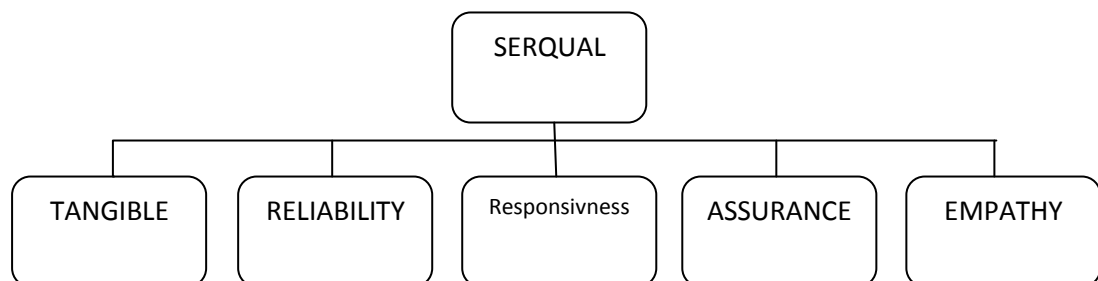 SERQUAL
TANGIBLE
RELIABILITY
Responsivness
ASSURANCE
EMPATHY